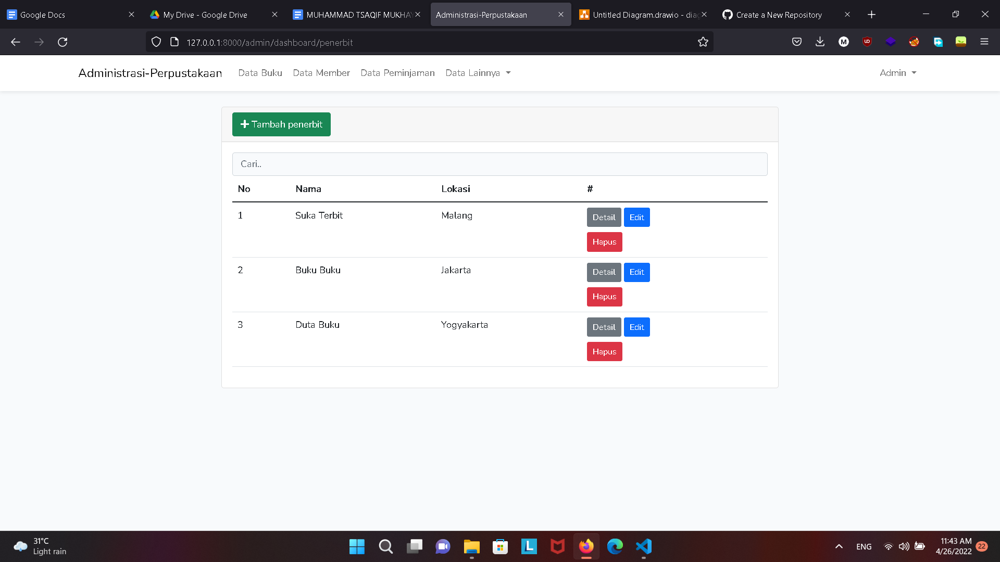 Google Docs
My Drive - Google Drive
MUHAMMAD TSAQIF MUKHAY
Administrasi-Perpustakaan
Untitled Diagram.drawio - diag
Create a New Repository
127.0.0.1:8000/admin/dashboard/penerbit
Administrasi-Perpustakaan
Data Buku
Data Member
Data Peminjaman
Data Lainnya
Admin
Tambah penerbit
Cari..
No Nama Lokasi #
1 Suka Terbit Malang Detail Edit
Hapus
2 Buku Buku Jakarta Detail Edit
Hapus
3 Duta Buku Yogyakarta Detail Edit
Hapus
31°C
Light rain
ENG
11:43 AM
4/26/2022
22